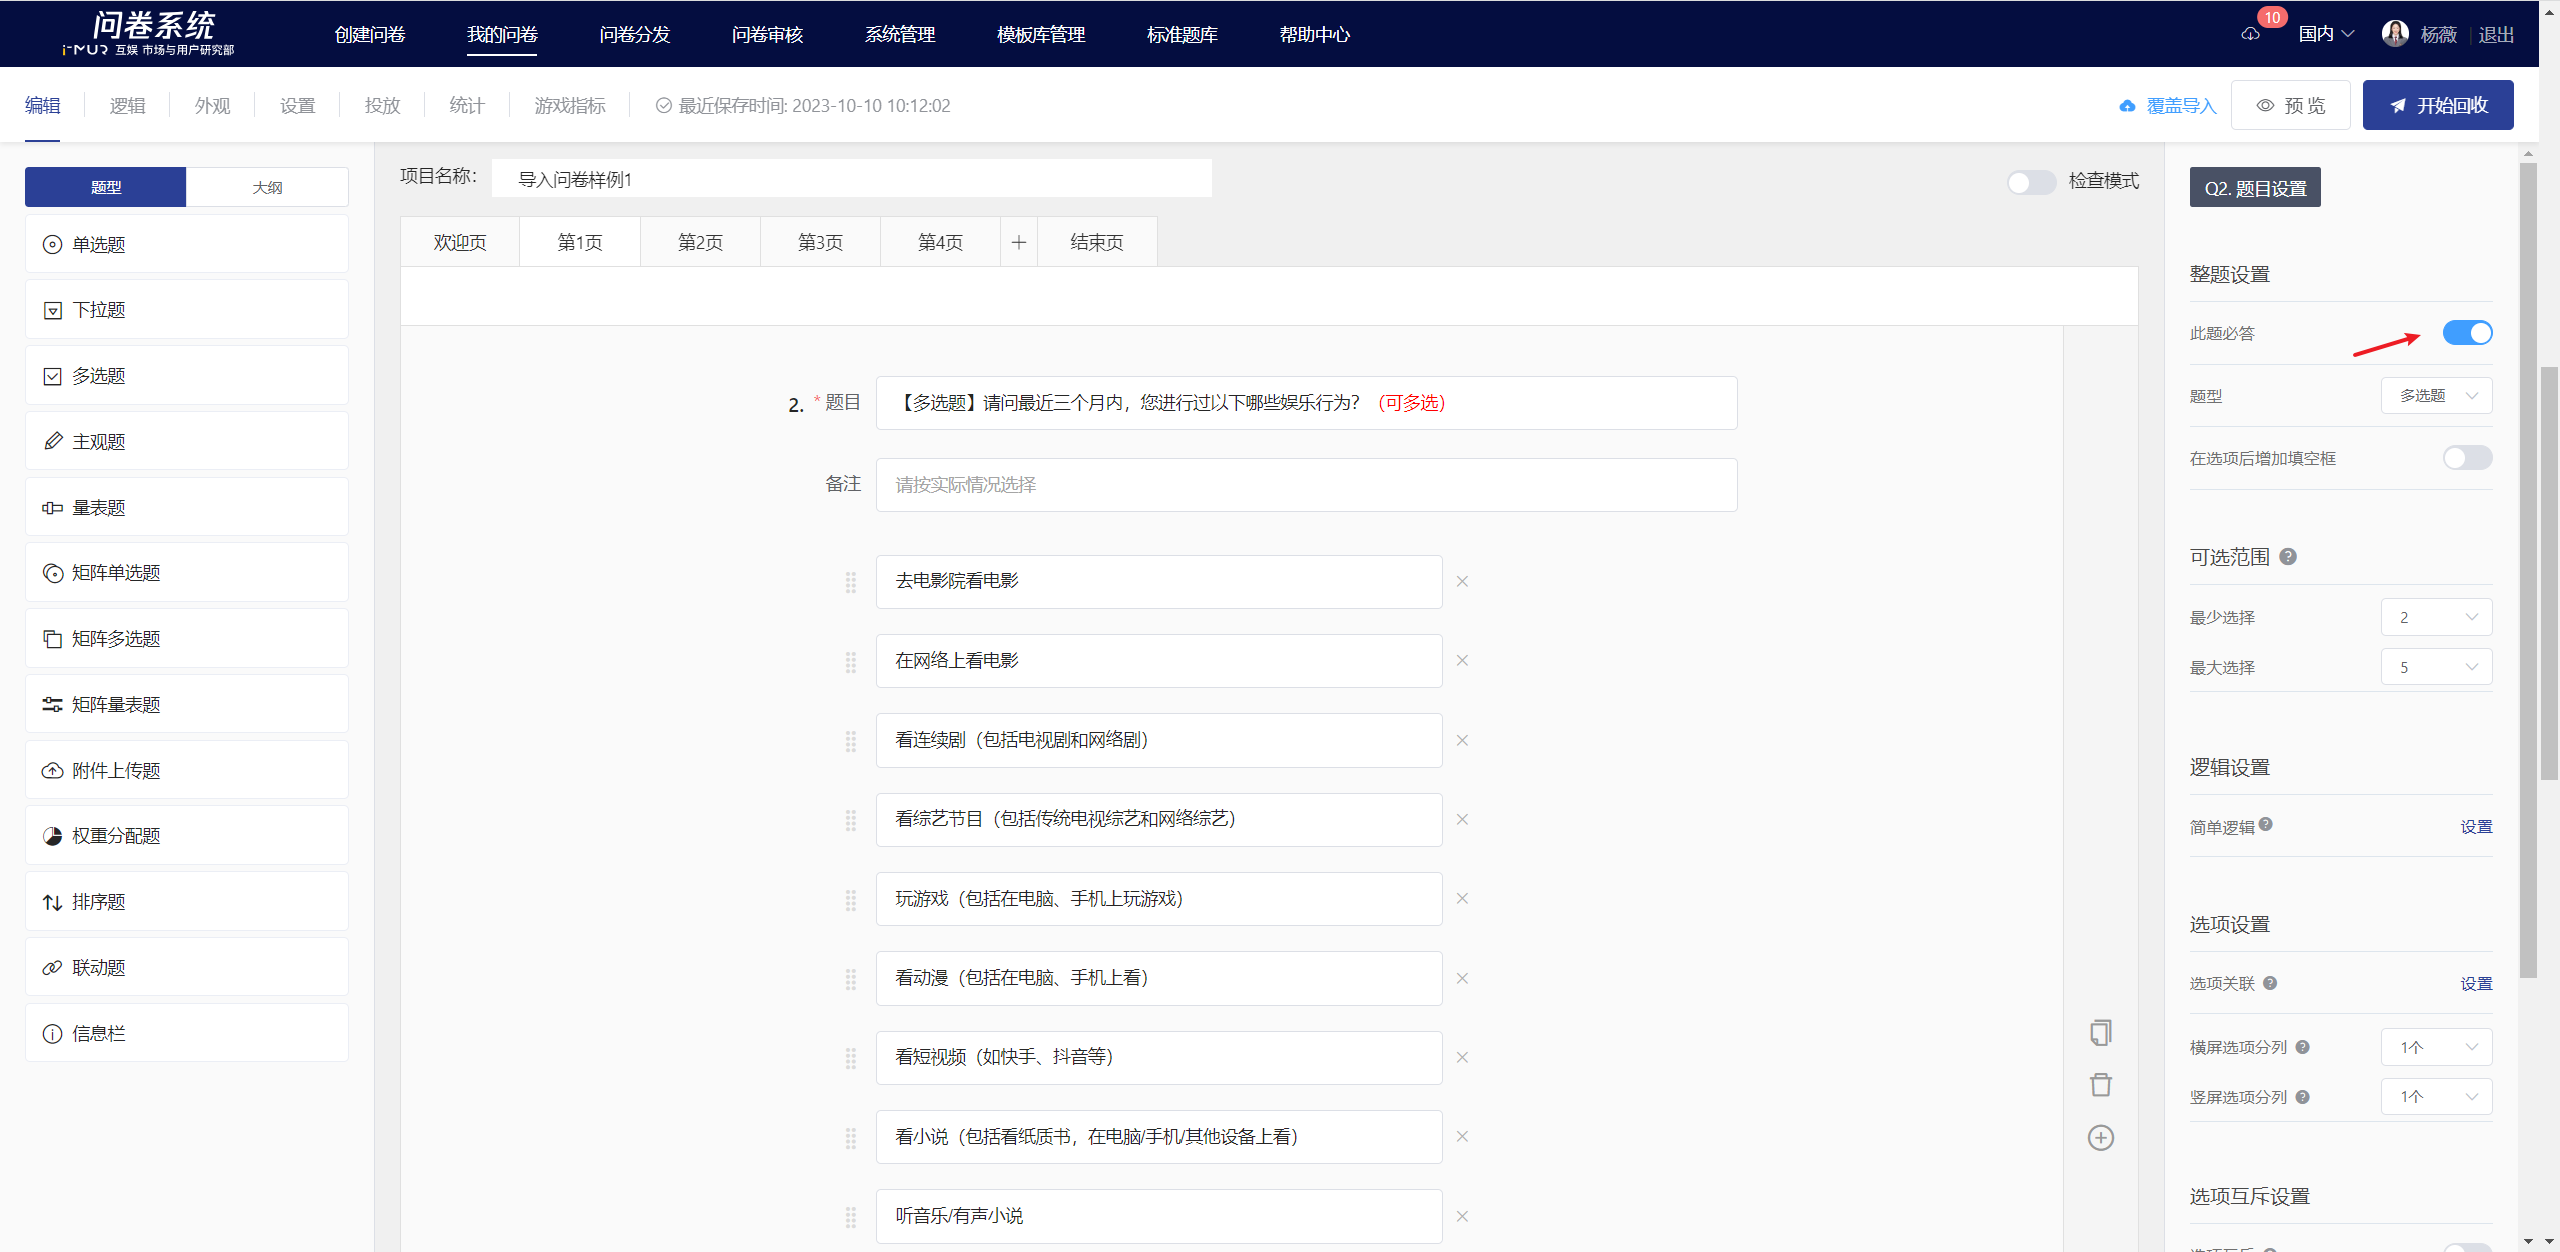 问卷系统
i-MUR 互娱 市场与用户研究部
创建问卷
我的问卷
问卷分发
问卷审核
系统管理
模板库管理
标准题库
帮助中心
10
国内
杨薇
退出
编辑
逻辑
外观
设置
投放
统计
游戏指标
最近保存时间: 2023-10-10 10:12:02
覆盖导入
预 览
开始回收
题型
大纲
单选题
下拉题
多选题
主观题
量表题
矩阵单选题
矩阵多选题
矩阵量表题
附件上传题
权重分配题
排序题
联动题
信息栏
项目名称:
导入问卷样例1
检查模式
欢迎页
第1页
第2页
第3页
第4页
结束页
2. * 题目
【多选题】请问最近三个月内，您进行过以下哪些娱乐行为？（可多选）
备注
请按实际情况选择
去电影院看电影
在网络上看电影
看连续剧（包括电视剧和网络剧）
看综艺节目（包括传统电视综艺和网络综艺）
玩游戏（包括在电脑、手机上玩游戏）
看动漫（包括在电脑、手机上看）
看短视频（如快手、抖音等）
看小说（包括看纸质书，在电脑/手机/其他设备上看）
听音乐/有声小说
Q2. 题目设置
整题设置
此题必答
题型
多选题
在选项后增加填空框
可选范围
最少选择
2
最大选择
5
逻辑设置
简单逻辑
设置
选项设置
选项关联
设置
横屏选项分列
1个
竖屏选项分列
1个
选项互斥设置